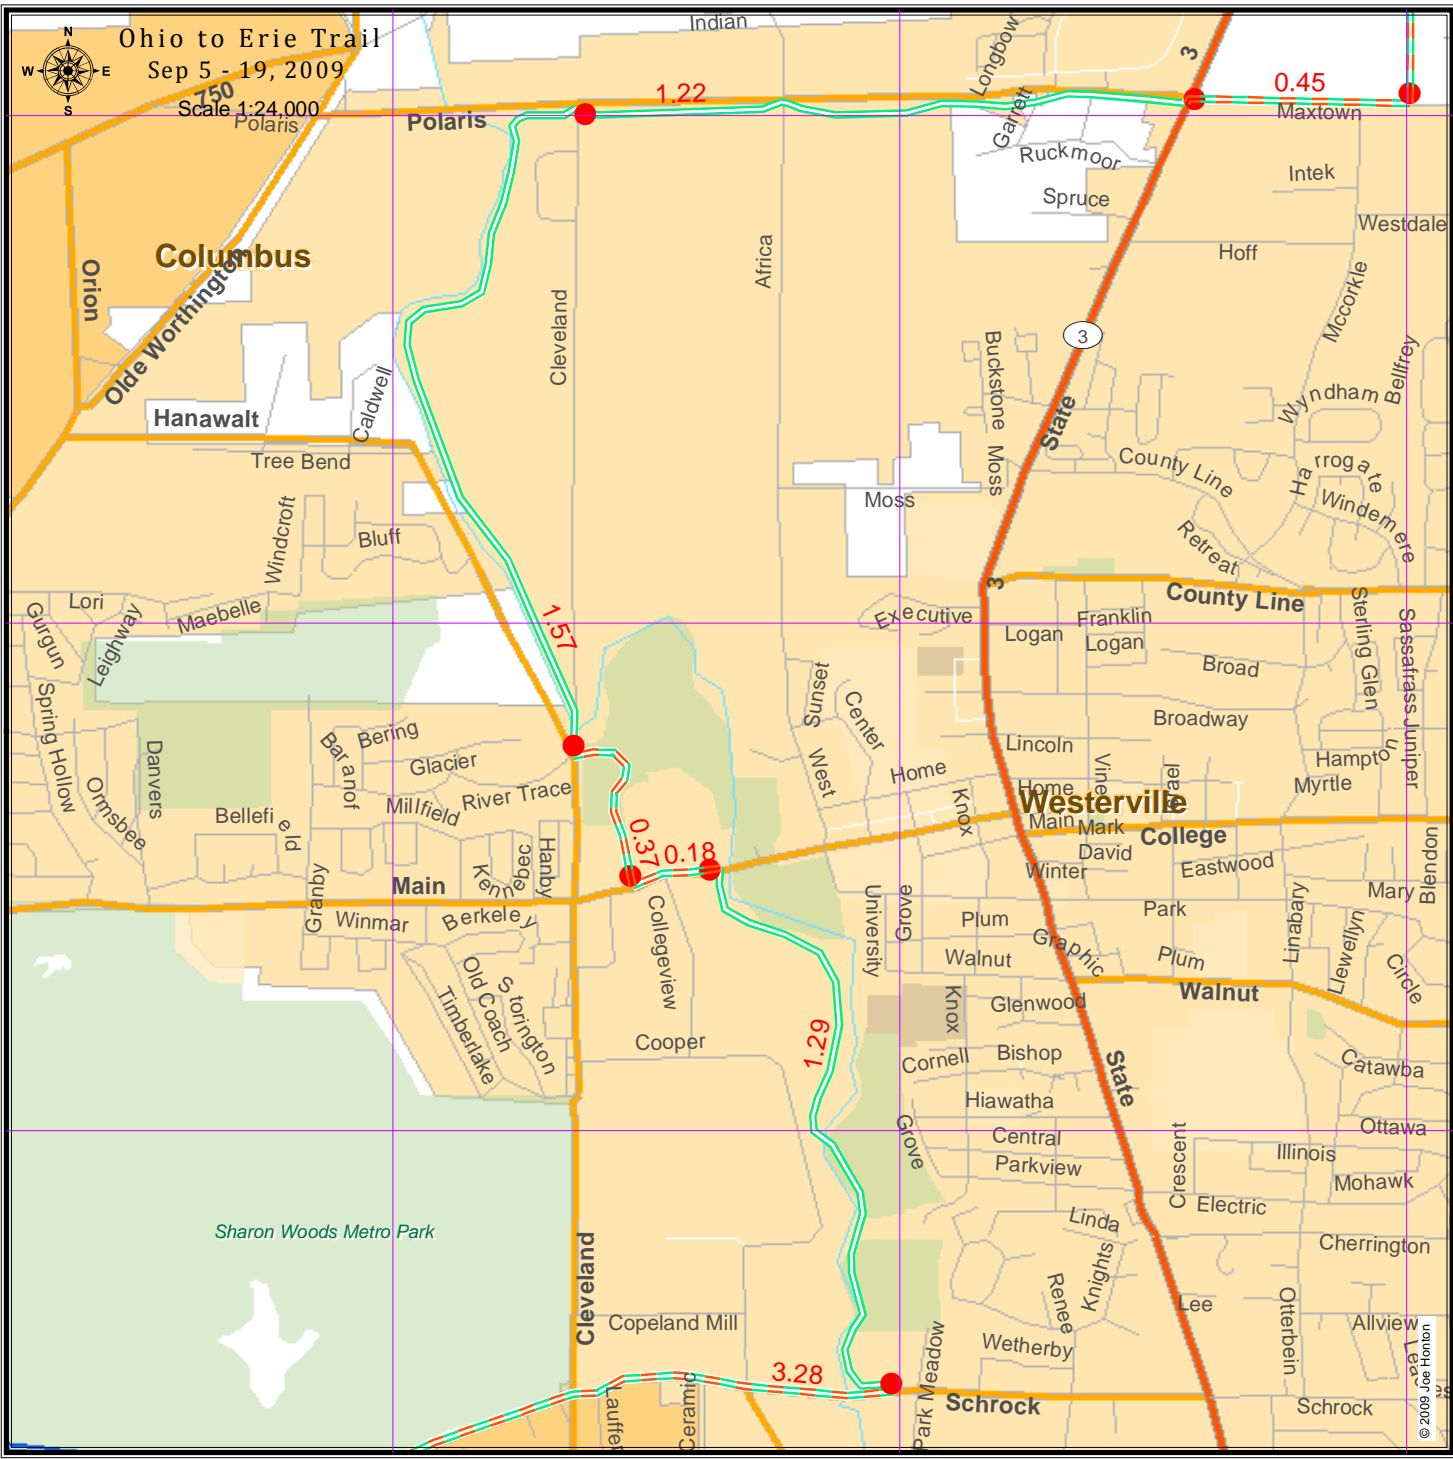 Indian
N
W
E
S
Ohio to Erie Trail
Sep 5 - 19, 2009
Scale 1:24,000
750
Polaris
Polaris
1.22
Longbow
Garrett
3
0.45
Maxtown
Ruckmoor
Spruce
Intek
Westdale
Hoff
Columbus
Orion
Olde Worthington
Africa
Cleveland
Mccorkle
3
Buckstone
Bellfrey
Wyndham
Caldwell
Hanawalt
State
Tree Bend
Moss
County Line
Harrogate
Moss
Windemere
Windcroft
Bluff
Retreat
3
County Line
Lori
Maebelle
Gurgun
Leighway
1.57
Executive
Franklin
Logan
Logan
Sterling Glen
Sassafrass Juniper
Broad
Sunset
Center
Broadway
Spring Hollow
Bering
Baranof
Glacier
Danvers
Lincoln
Hampton
West
Home
Vine
Myrtle
Ormsbee
Home
River Trace
Millfield
Knox
Westerville
Bellefield
Main
Mark
College
0.37
0.18
David
Winter
Eastwood
Blendon
Hanby
Kennebec
Main
Granby
Mary
Winmar
Berkeley
Collegeview
University
Grove
Plum
Park
Linabary
Llewellyn
Graphic
Walnut
Plum
Circle
Old Coach
Storington
Timberlake
Knox
Glenwood
Walnut
1.29
Cooper
Cornell
Bishop
State
Catawba
Hiawatha
Grove
Central
Ottawa
Parkview
Crescent
Illinois
Mohawk
Electric
Linda
Sharon Woods Metro Park
Cherrington
Cleveland
Knights
Renee
Lee
Otterbein
Copeland Mill
Allview
Wetherby
Park Meadow
3.28
Lauffer
Ceramic
Schrock
Schrock
© 2009 Joe Honton